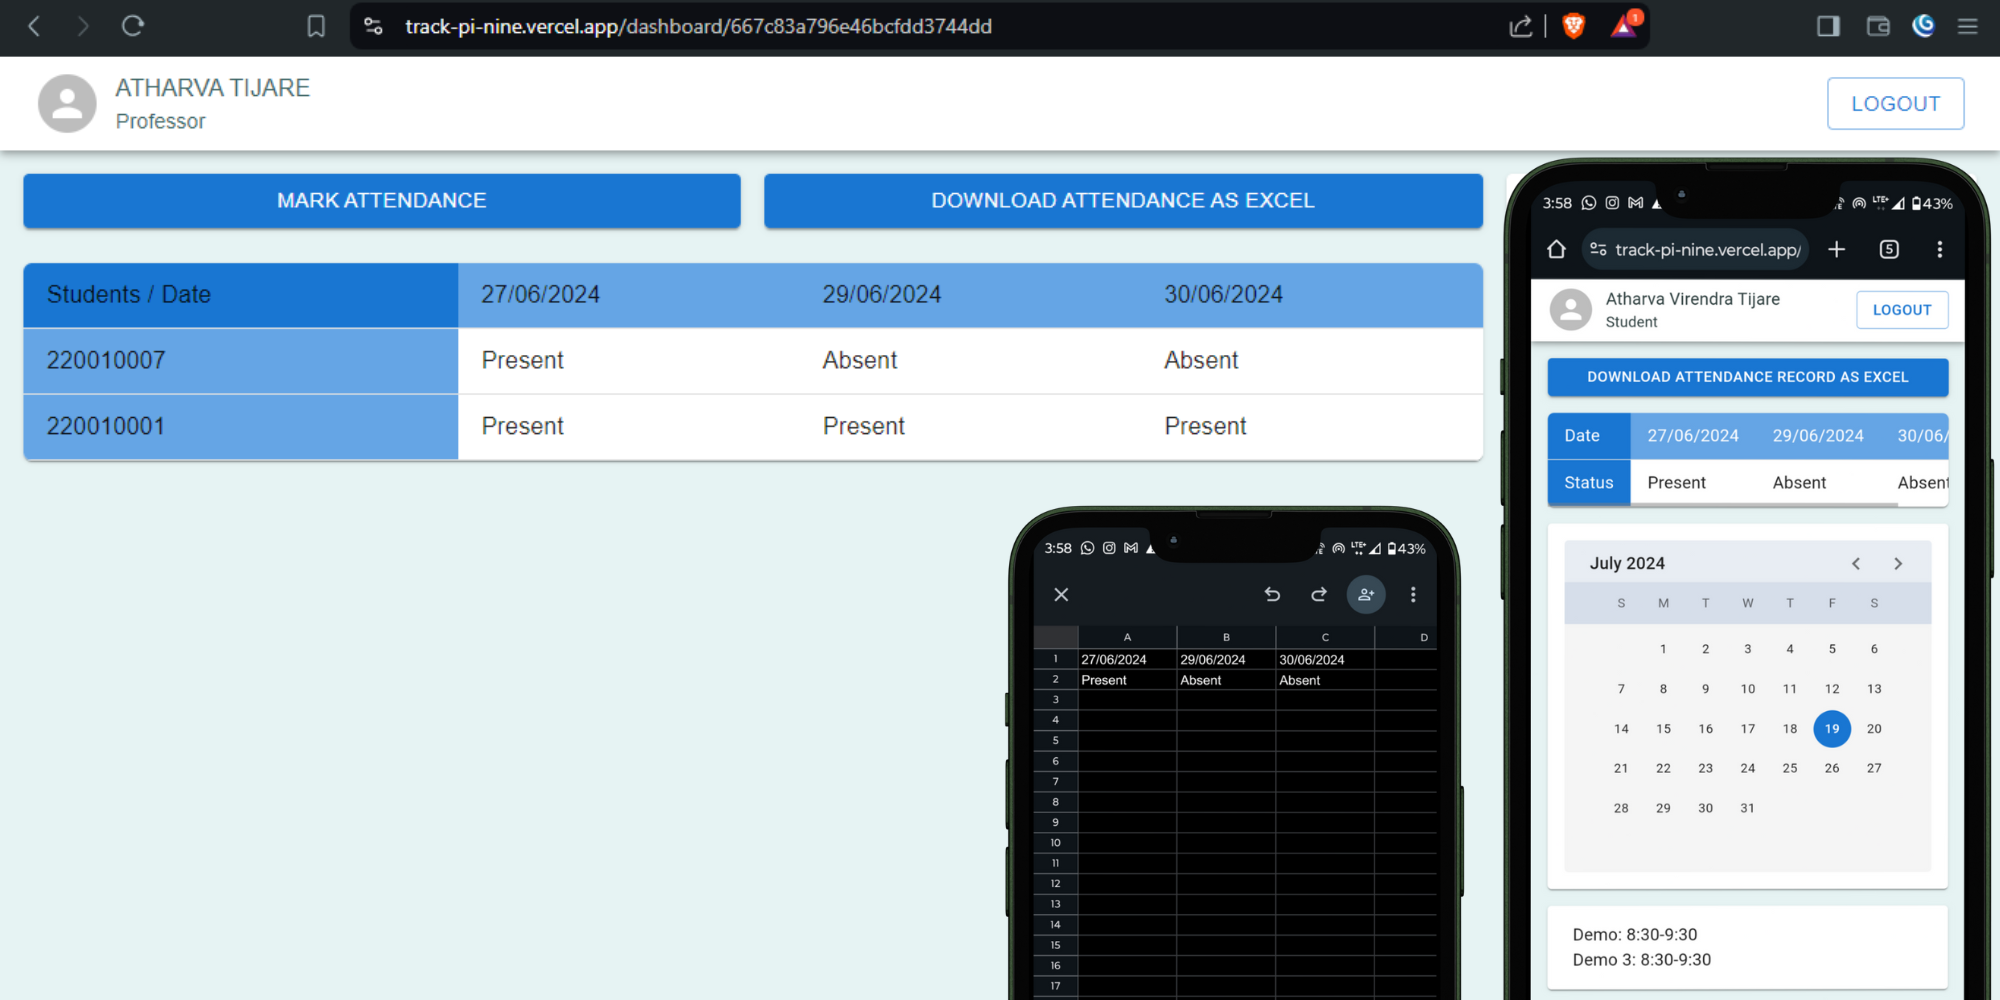 track-pi-nine.vercel.app/dashboard/667c83a796e46bcfdd3744dd
1
ATHARVA TIJARE
Professor
LOGOUT
MARK ATTENDANCE
DOWNLOAD ATTENDANCE AS EXCEL
Students / Date 27/06/2024 29/06/2024 30/06/2024
220010007 Present Absent Absent
220010001 Present Present Present
3:58 LTE+ 43%
A B C D
1 27/06/2024 29/06/2024 30/06/2024
2 Present Absent Absent
3
4
5
6
7
8
9
10
11
12
13
14
15
16
17
3:58 LTE+ 43%
track-pi-nine.vercel.app/ 5
Atharva Virendra Tijare
Student
LOGOUT
DOWNLOAD ATTENDANCE RECORD AS EXCEL
Date 27/06/2024 29/06/2024 30/06/
Status Present Absent Absent
July 2024
S M T W T F S
1 2 3 4 5 6
7 8 9 10 11 12 13
14 15 16 17 18 19 20
21 22 23 24 25 26 27
28 29 30 31
Demo: 8:30-9:30
Demo 3: 8:30-9:30